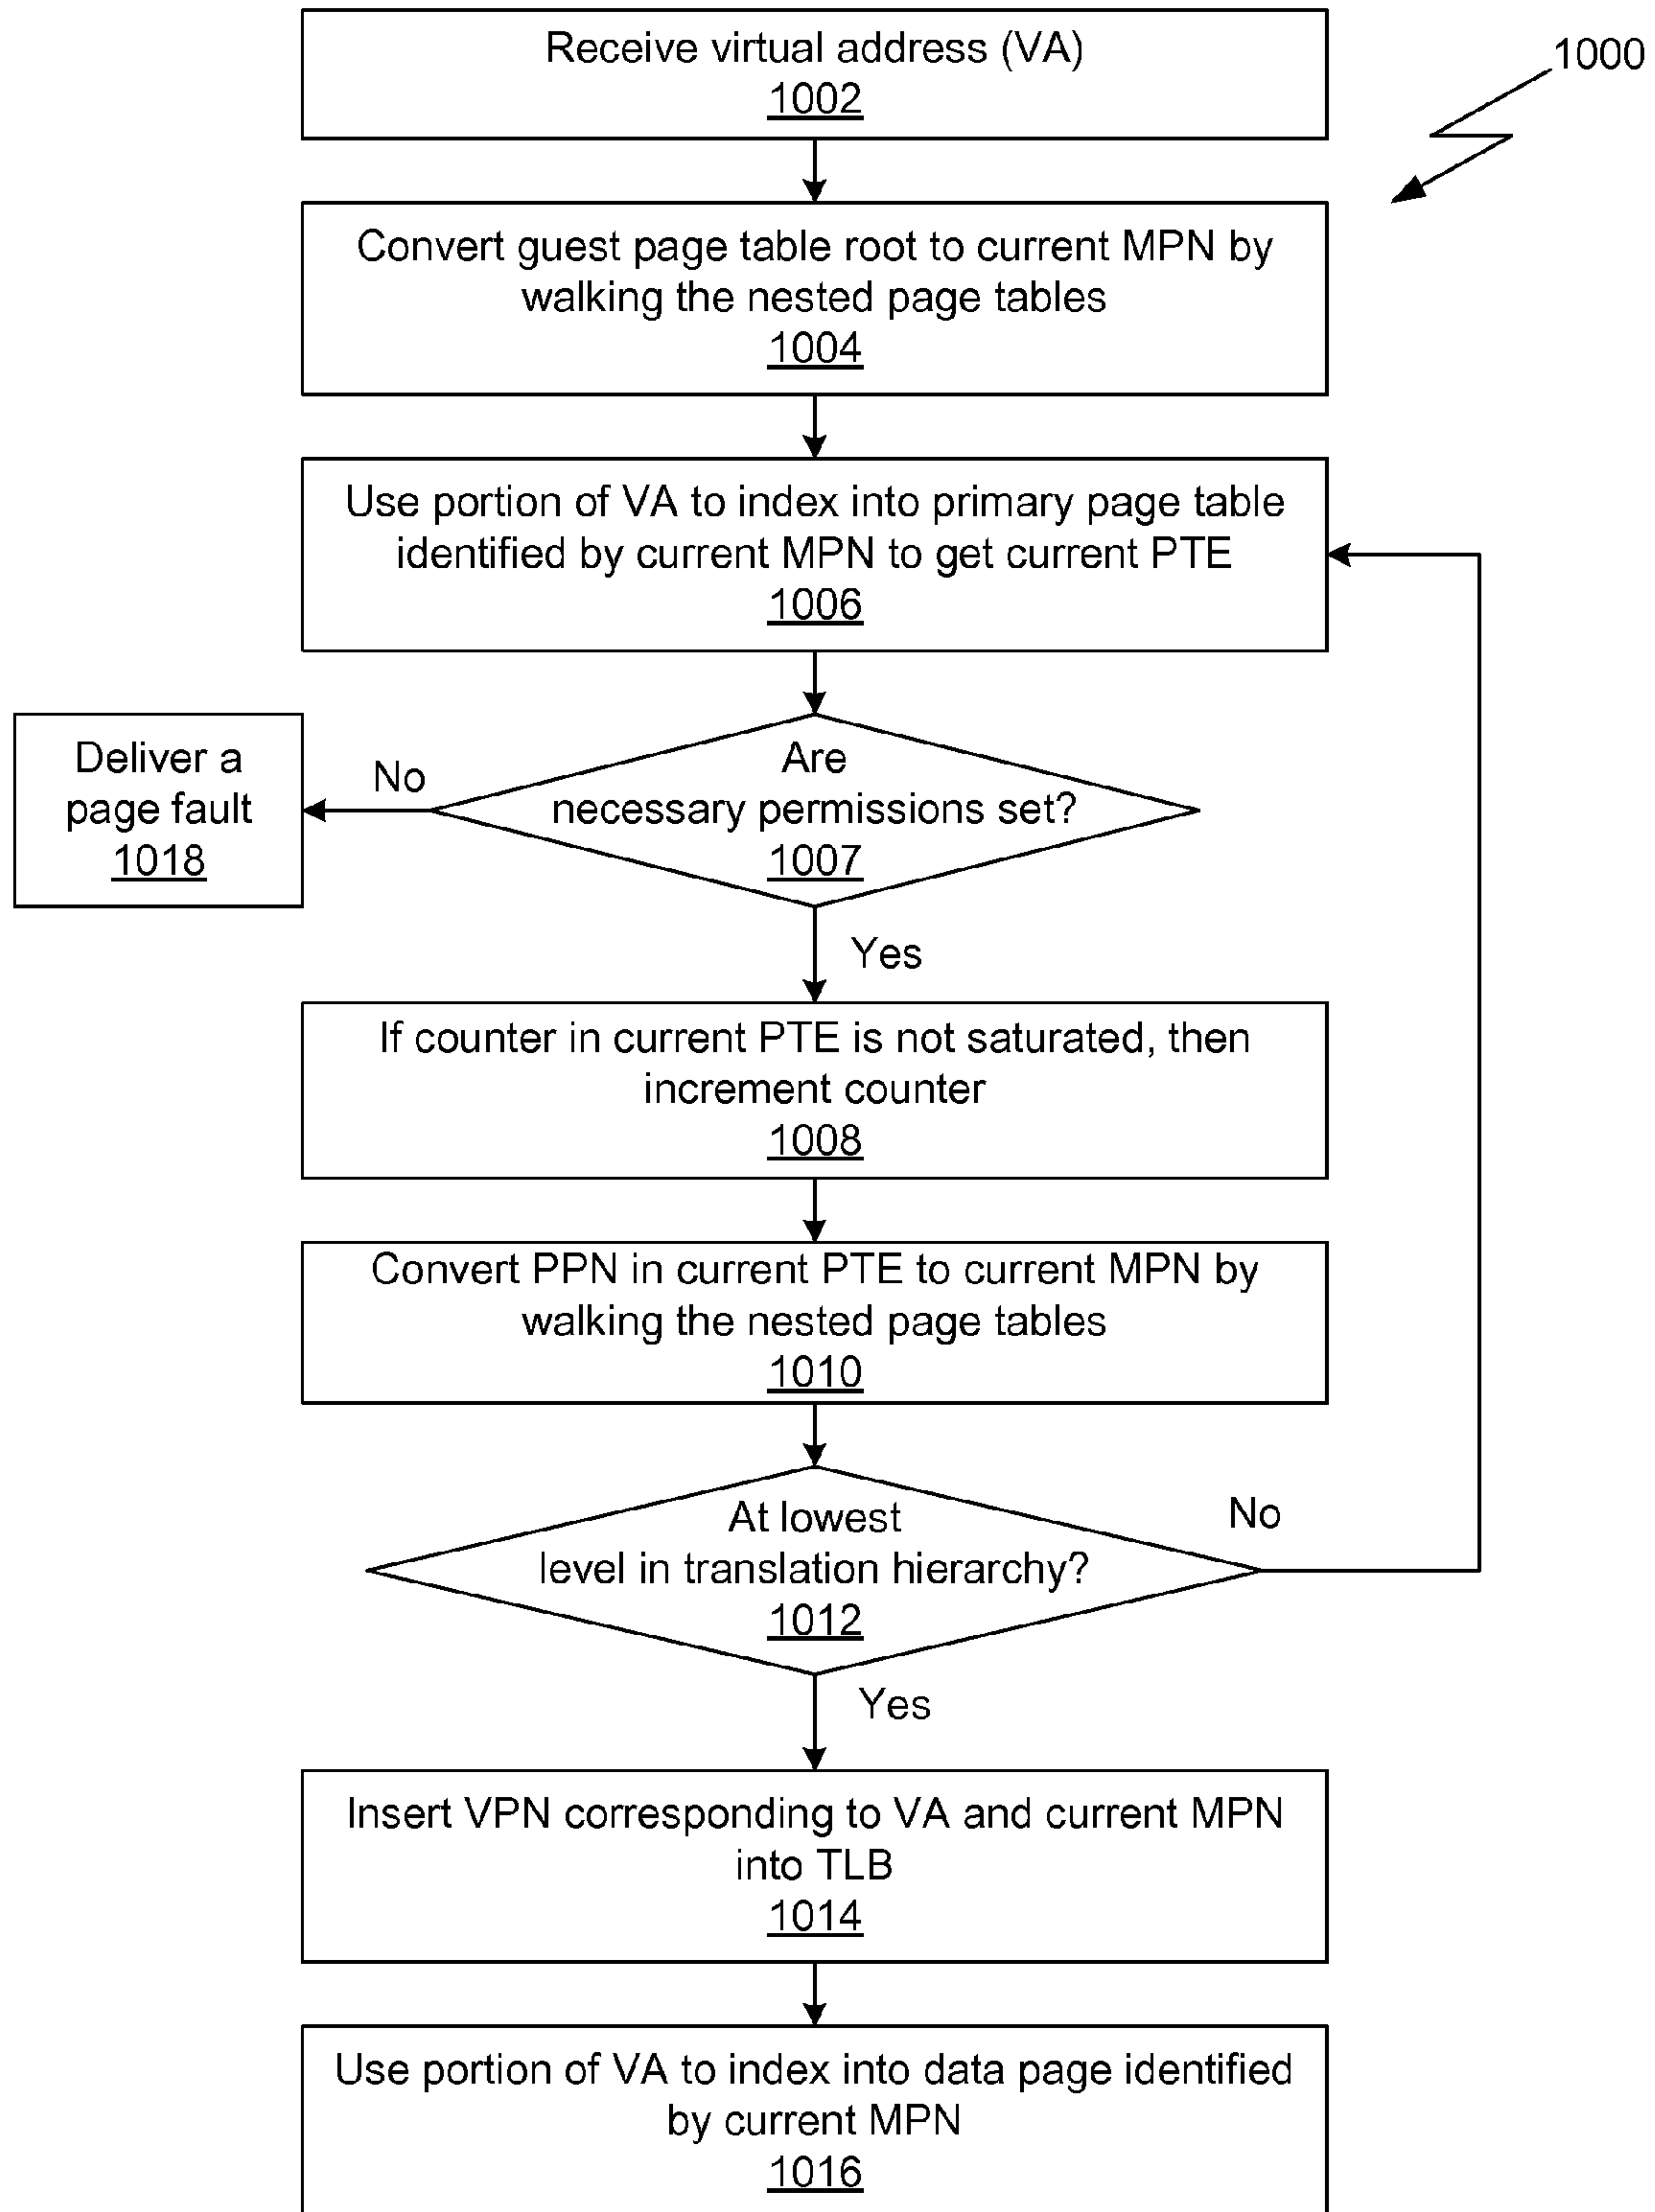 Receive virtual address (VA)
1002
1000
Convert guest page table root to current MPN by
walking the nested page tables
1004
Use portion of VA to index into primary page table
identified by current MPN to get current PTE
1006
Are
necessary permissions set?
1007
No
Deliver a
page fault
1018
Yes
If counter in current PTE is not saturated, then
increment counter
1008
Convert PPN in current PTE to current MPN by
walking the nested page tables
1010
At lowest
level in translation hierarchy?
1012
No
Yes
Insert VPN corresponding to VA and current MPN
into TLB
1014
Use portion of VA to index into data page identified
by current MPN
1016